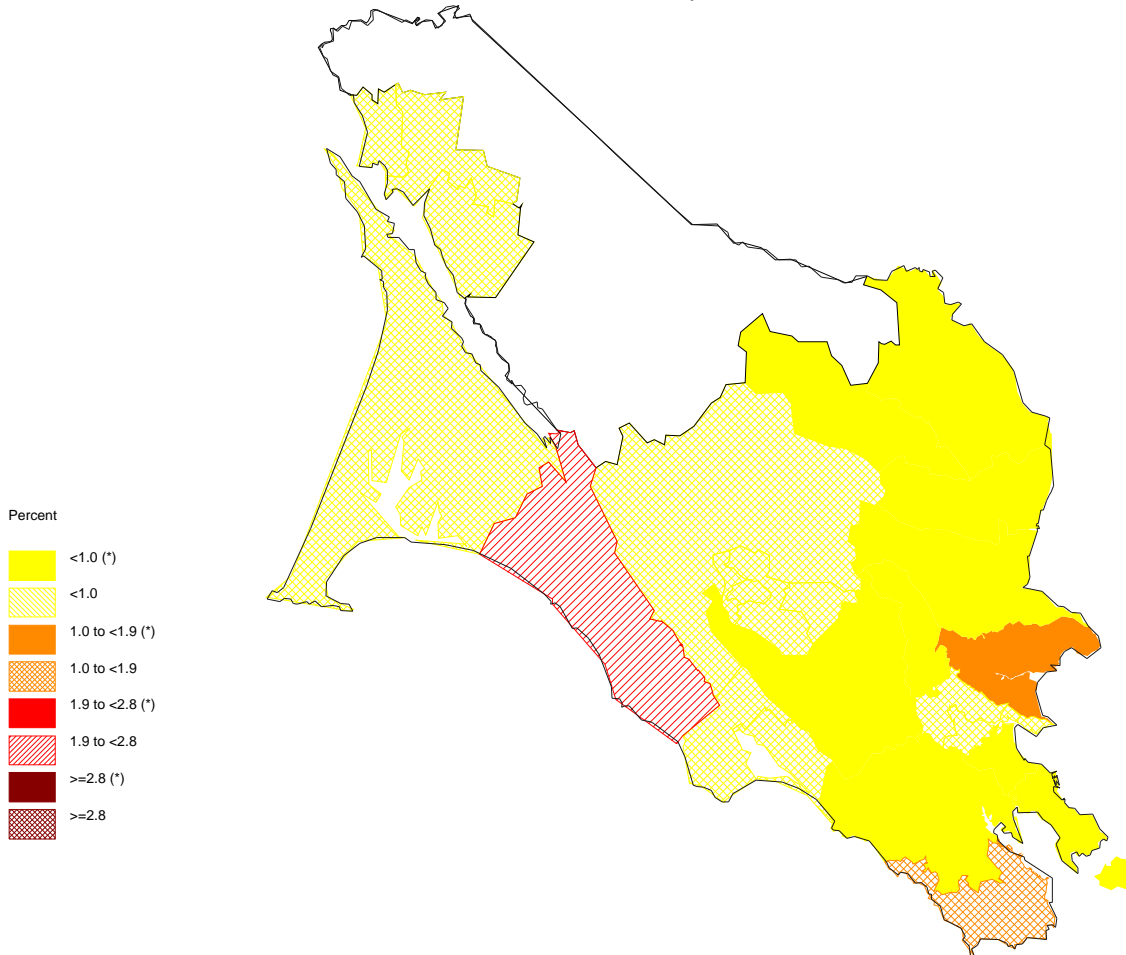 Percent
<1.0 (*)
<1.0
1.0 to <1.9 (*)
1.0 to <1.9
1.9 to <2.8 (*)
1.9 to <2.8
>=2.8 (*)
>=2.8